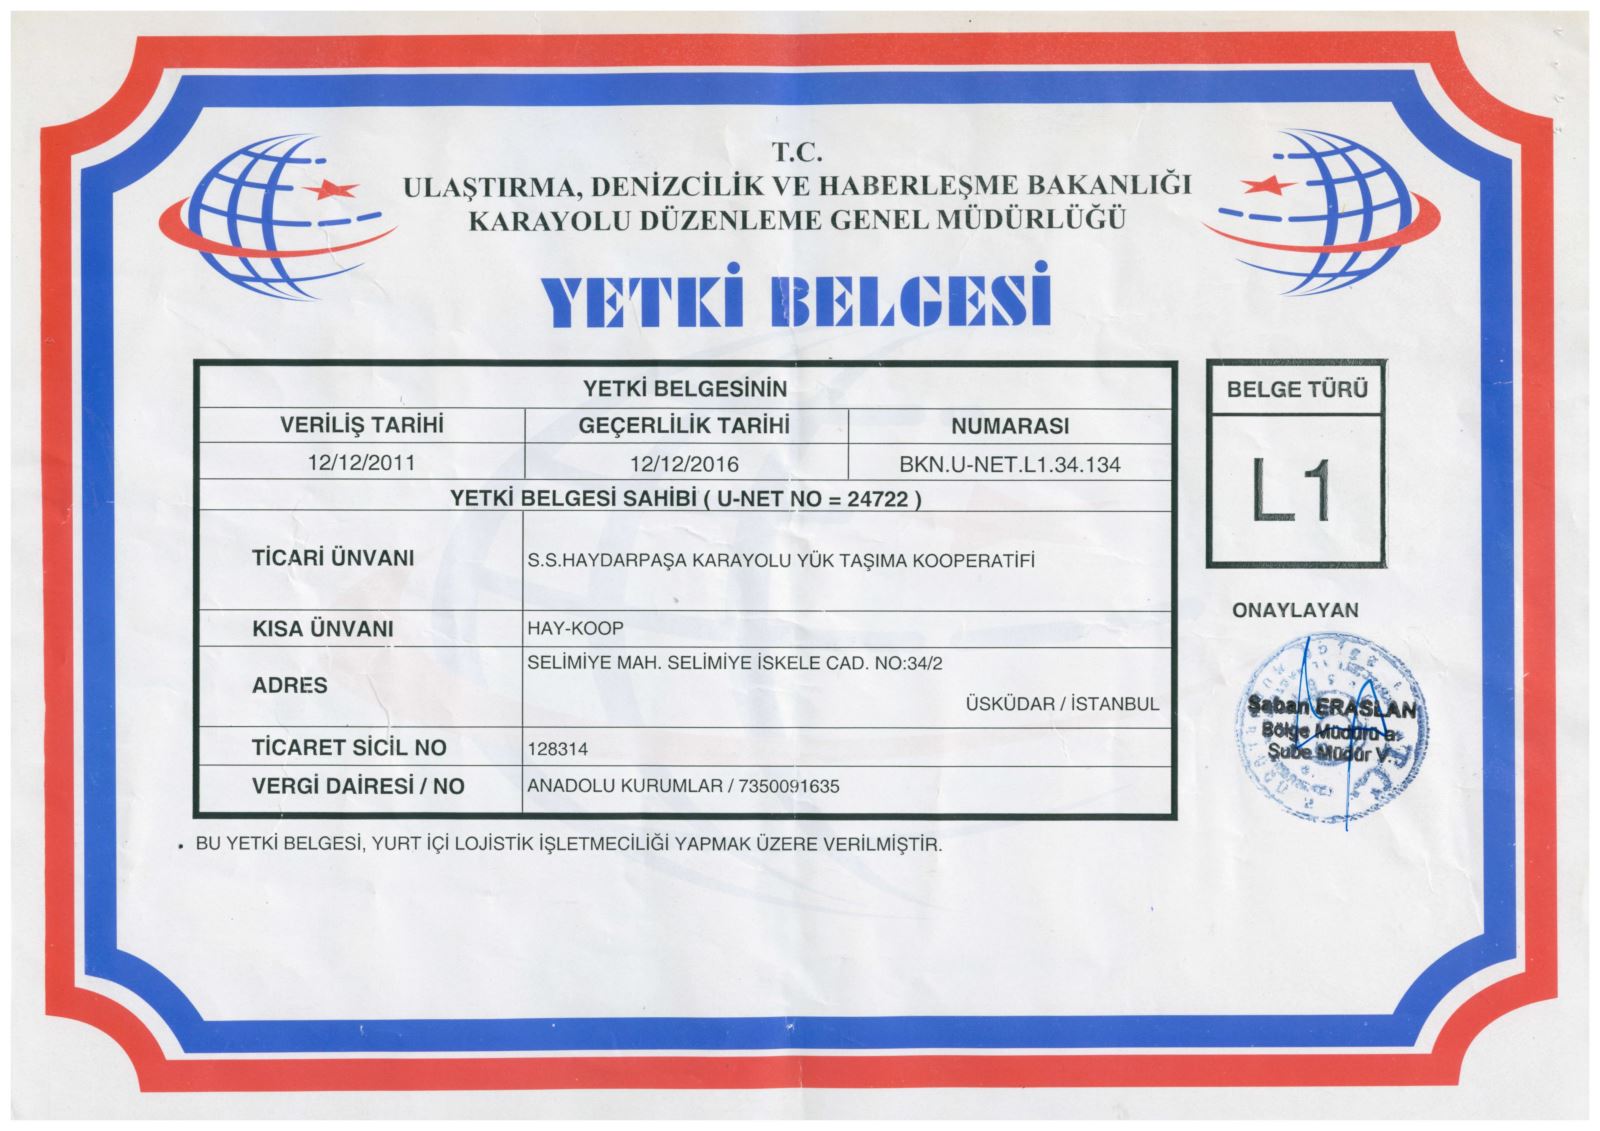 T.C.
ULAŞTIRMA, DENİZCİLİK VE HABERLEŞME BAKANLIĞI
KARAYOLU DÜZENLEME GENEL MÜDÜRLÜĞÜ
YETKİ BELGESİ
YETKİ BELGESİNİN
VERİLİŞ TARİHİ GEÇERLİLİK TARİHİ NUMARASI
12/12/2011 12/12/2016 BKN.U-NET.L1.34.134
YETKİ BELGESİ SAHİBİ ( U-NET NO = 24722 )
TİCARİ ÜNVANI S.S.HAYDARPAŞA KARAYOLU YÜK TAŞIMA KOOPERATİFİ
KISA ÜNVANI HAY-KOOP
ADRES SELİMİYE MAH. SELİMİYE İSKELE CAD. NO:34/2
ÜSKÜDAR / İSTANBUL
TİCARET SİCİL NO 128314
VERGİ DAİRESİ / NO ANADOLU KURUMLAR / 7350091635
BU YETKİ BELGESİ, YURT İÇİ LOJİSTİK İŞLETMECİLİĞİ YAPMAK ÜZERE VERİLMİŞTİR.
BELGE TÜRÜ
L1
ONAYLAYAN
Şaban ERASLAN
Bölge Müdürü a.
Şube Müdür V.